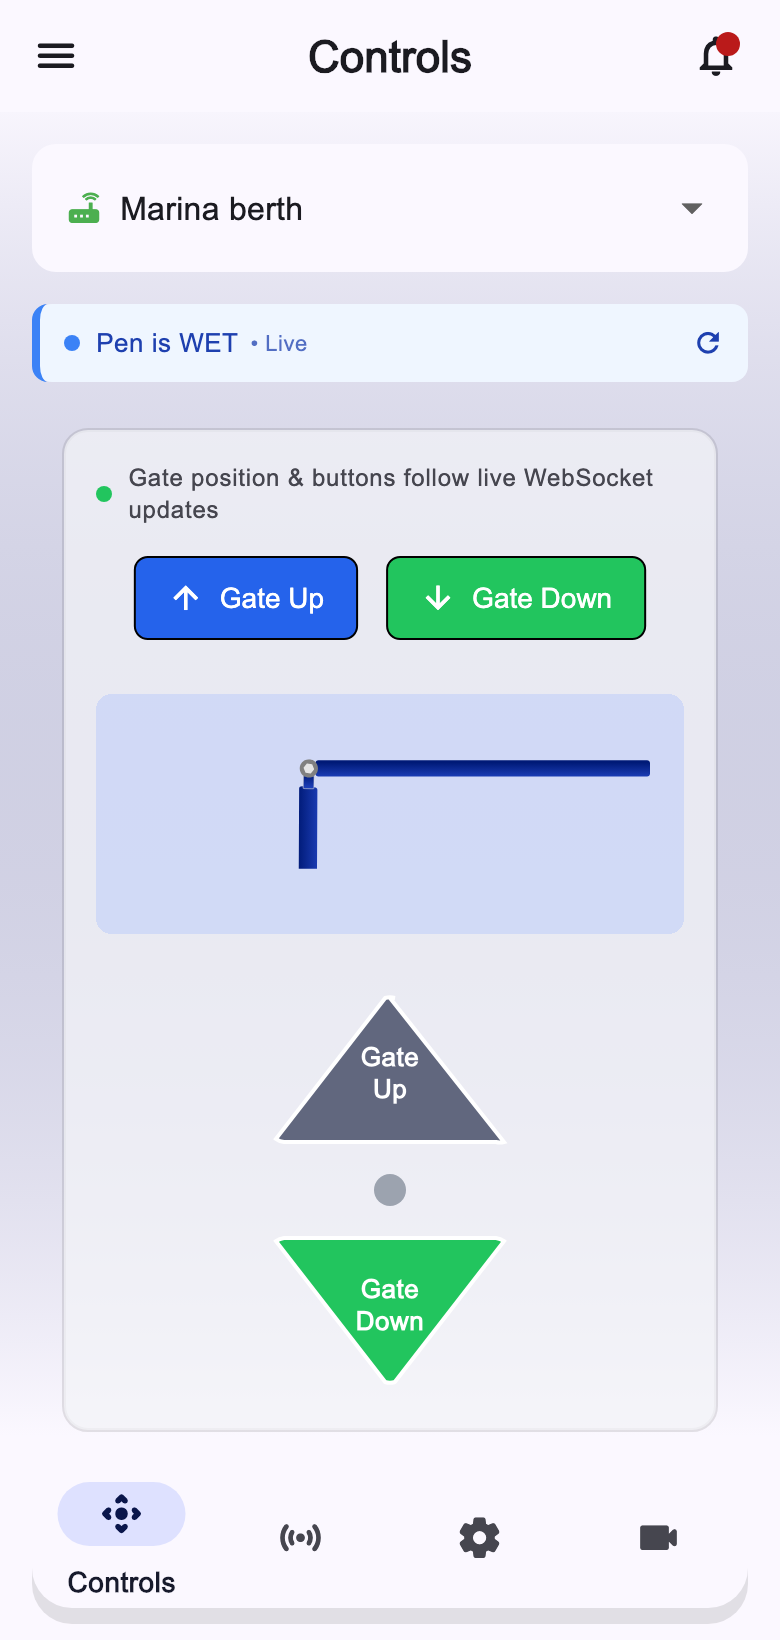 Controls
Marina berth
Pen is WET • Live
Gate position & buttons follow live WebSocket
updates
Gate Up
Gate Down
Gate
Up
Gate
Down
Controls